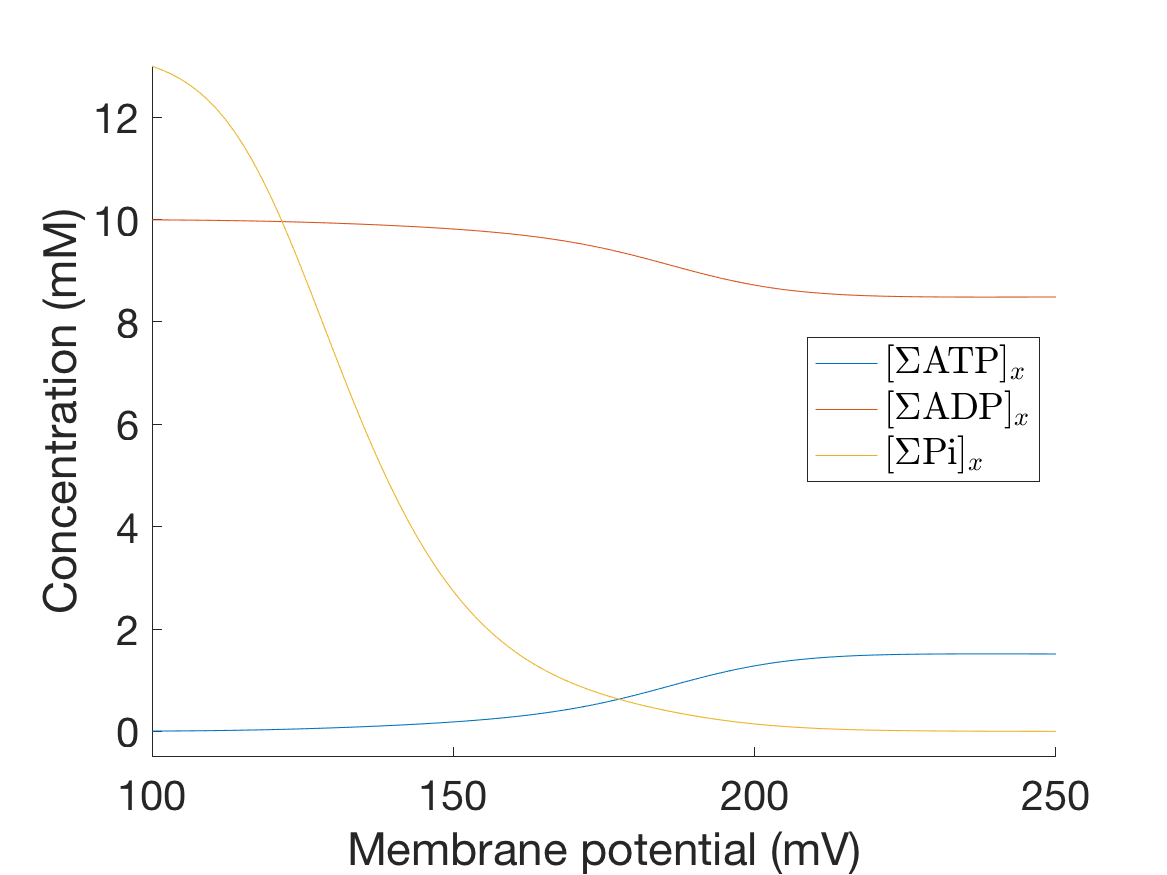 12
10
8
6
4
2
0
Concentration (mM)
[ΣATP]ₓ
[ΣADP]ₓ
[ΣPi]ₓ
100 150 200 250
Membrane potential (mV)